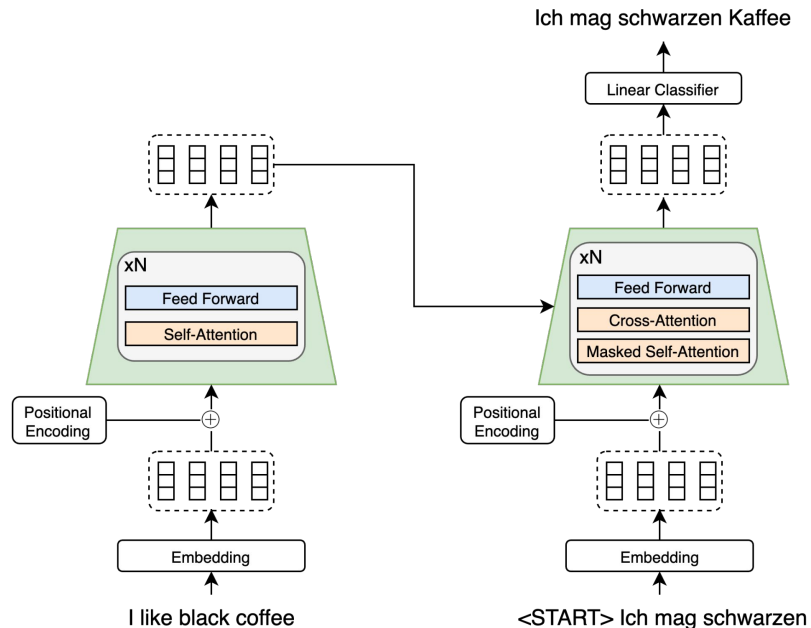 Ich mag schwarzen Kaffee
Linear Classifier
xN
Feed Forward
Self-Attention
xN
Feed Forward
Cross-Attention
Masked Self-Attention
Positional
Encoding
+
Positional
Encoding
+
Embedding
Embedding
I like black coffee
<START> Ich mag schwarzen